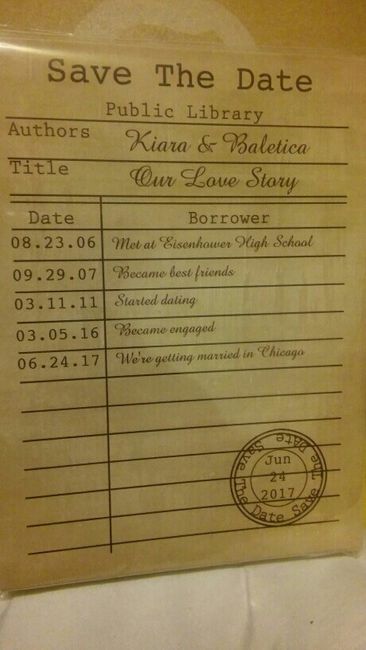 Save The Date
Public Library
Authors Kiara & Baletica
Title Our Love Story
Date Borrower
08.23.06 Met at Eisenhower High School
09.29.07 Became best friends
03.11.11 Started dating
03.05.16 Became engaged
06.24.17 We're getting married in Chicago
Save The Date Save The Date
Jun
24
2017